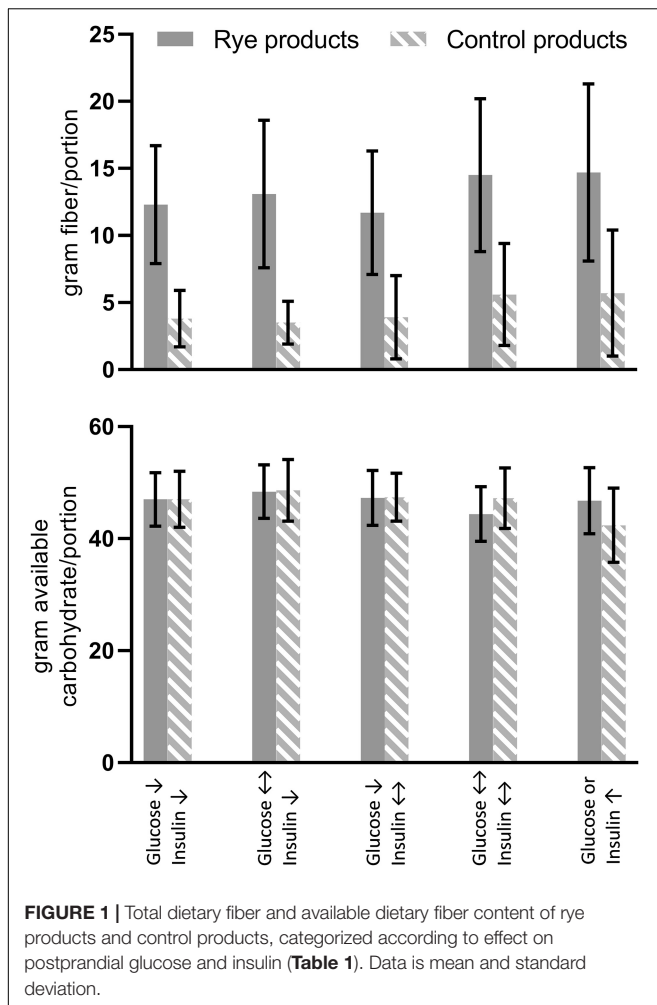 Rye products Control products
25
20
15
10
5
0
gram fiber/portion
60
40
20
0
gram available
carbohydrate/portion
Glucose ↓
Insulin ↓
Glucose ↔
Insulin ↓
Glucose ↓
Insulin ↔
Glucose ↔
Insulin ↔
Glucose or
Insulin ↑
FIGURE 1 | Total dietary fiber and available dietary fiber content of rye
products and control products, categorized according to effect on
postprandial glucose and insulin (Table 1). Data is mean and standard
deviation.